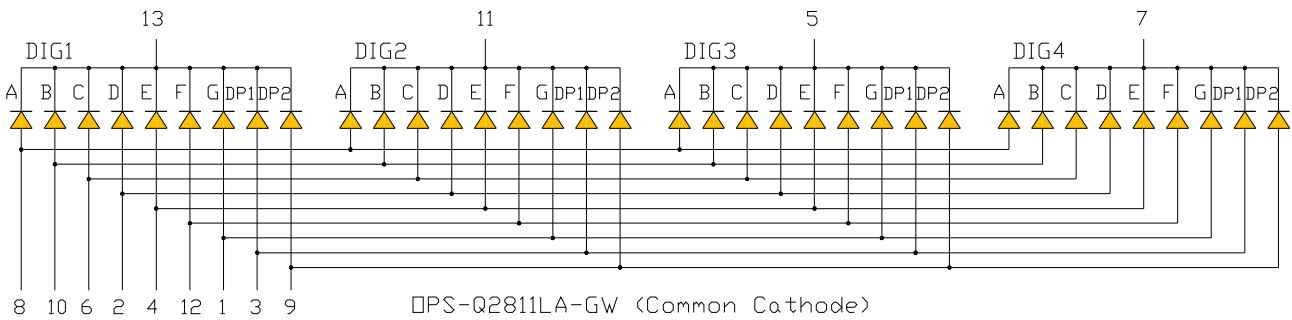 13 11 5 7
DIG1 DIG2 DIG3 DIG4
A B C D E F G DP1 DP2 A B C D E F G DP1 DP2 A B C D E F G DP1 DP2 A B C D E F G DP1 DP2
8 10 6 2 4 12 1 3 9 OPS-Q2811LA-GW (Common Cathode)